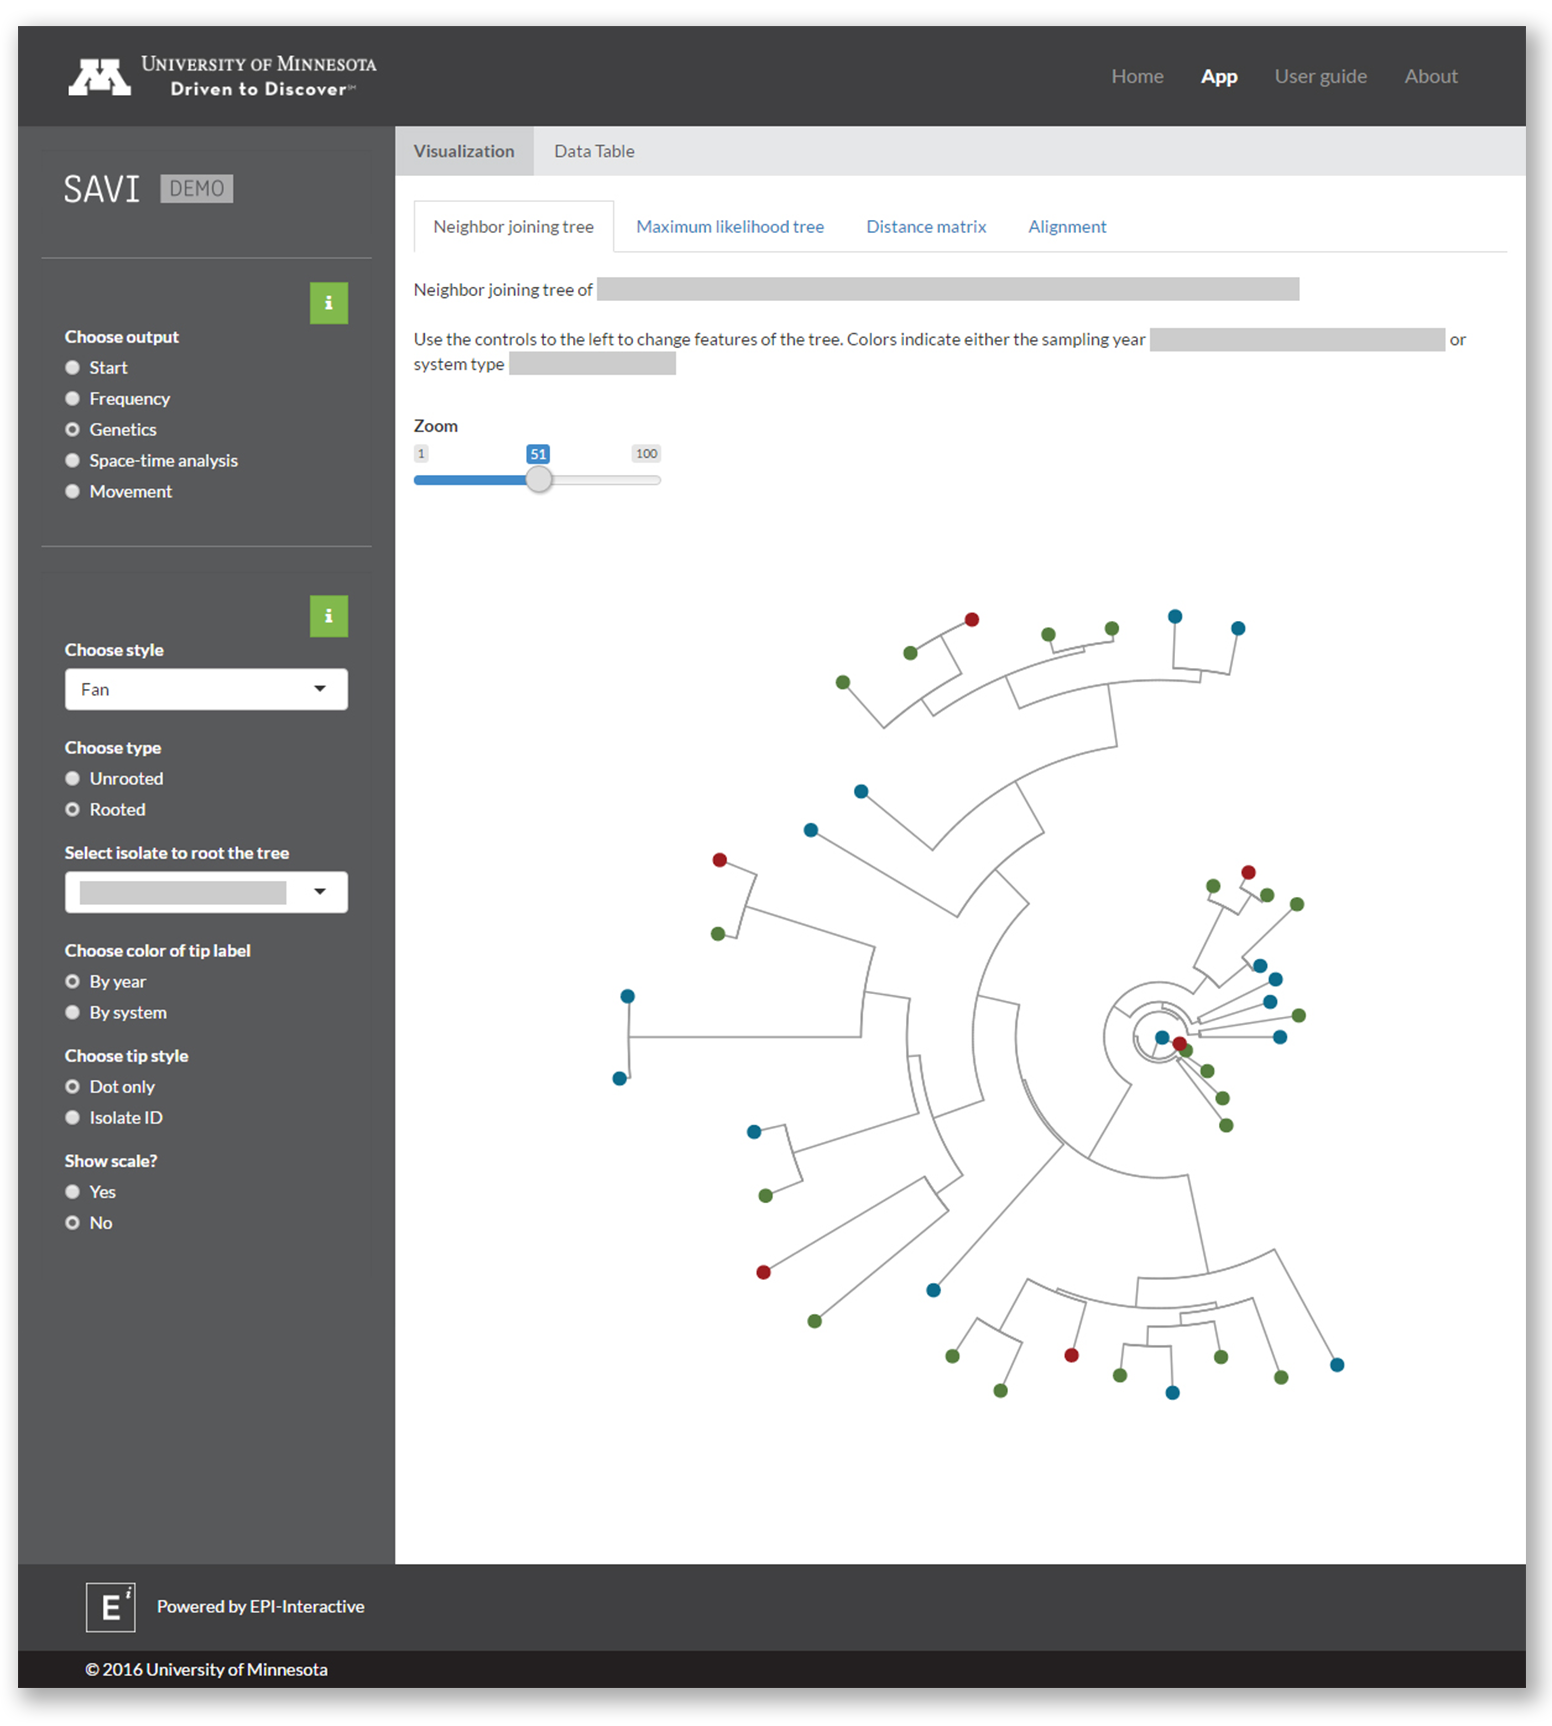 UNIVERSITY OF MINNESOTA
Driven to Discover℠
Home App User guide About
Visualization Data Table
SAVI DEMO
Neighbor joining tree Maximum likelihood tree Distance matrix Alignment
Neighbor joining tree of
Use the controls to the left to change features of the tree. Colors indicate either the sampling year or
system type
Zoom
1 51 100
i
Choose output
Start
Frequency
Genetics
Space-time analysis
Movement
i
Choose style
Fan
Choose type
Unrooted
Rooted
Select isolate to root the tree
Choose color of tip label
By year
By system
Choose tip style
Dot only
Isolate ID
Show scale?
Yes
No
E i
Powered by EPI-Interactive
© 2016 University of Minnesota